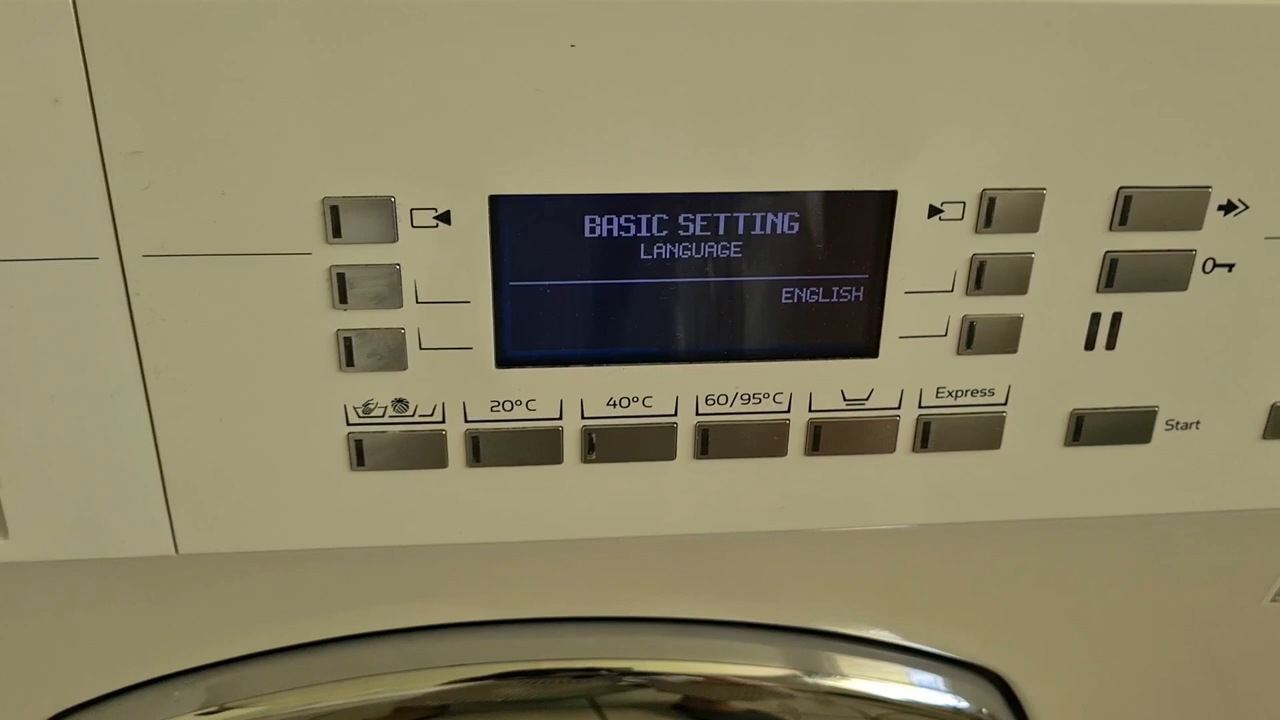 BASIC SETTING
LANGUAGE
ENGLISH
20°C
40°C
60/95°C
Express
Start